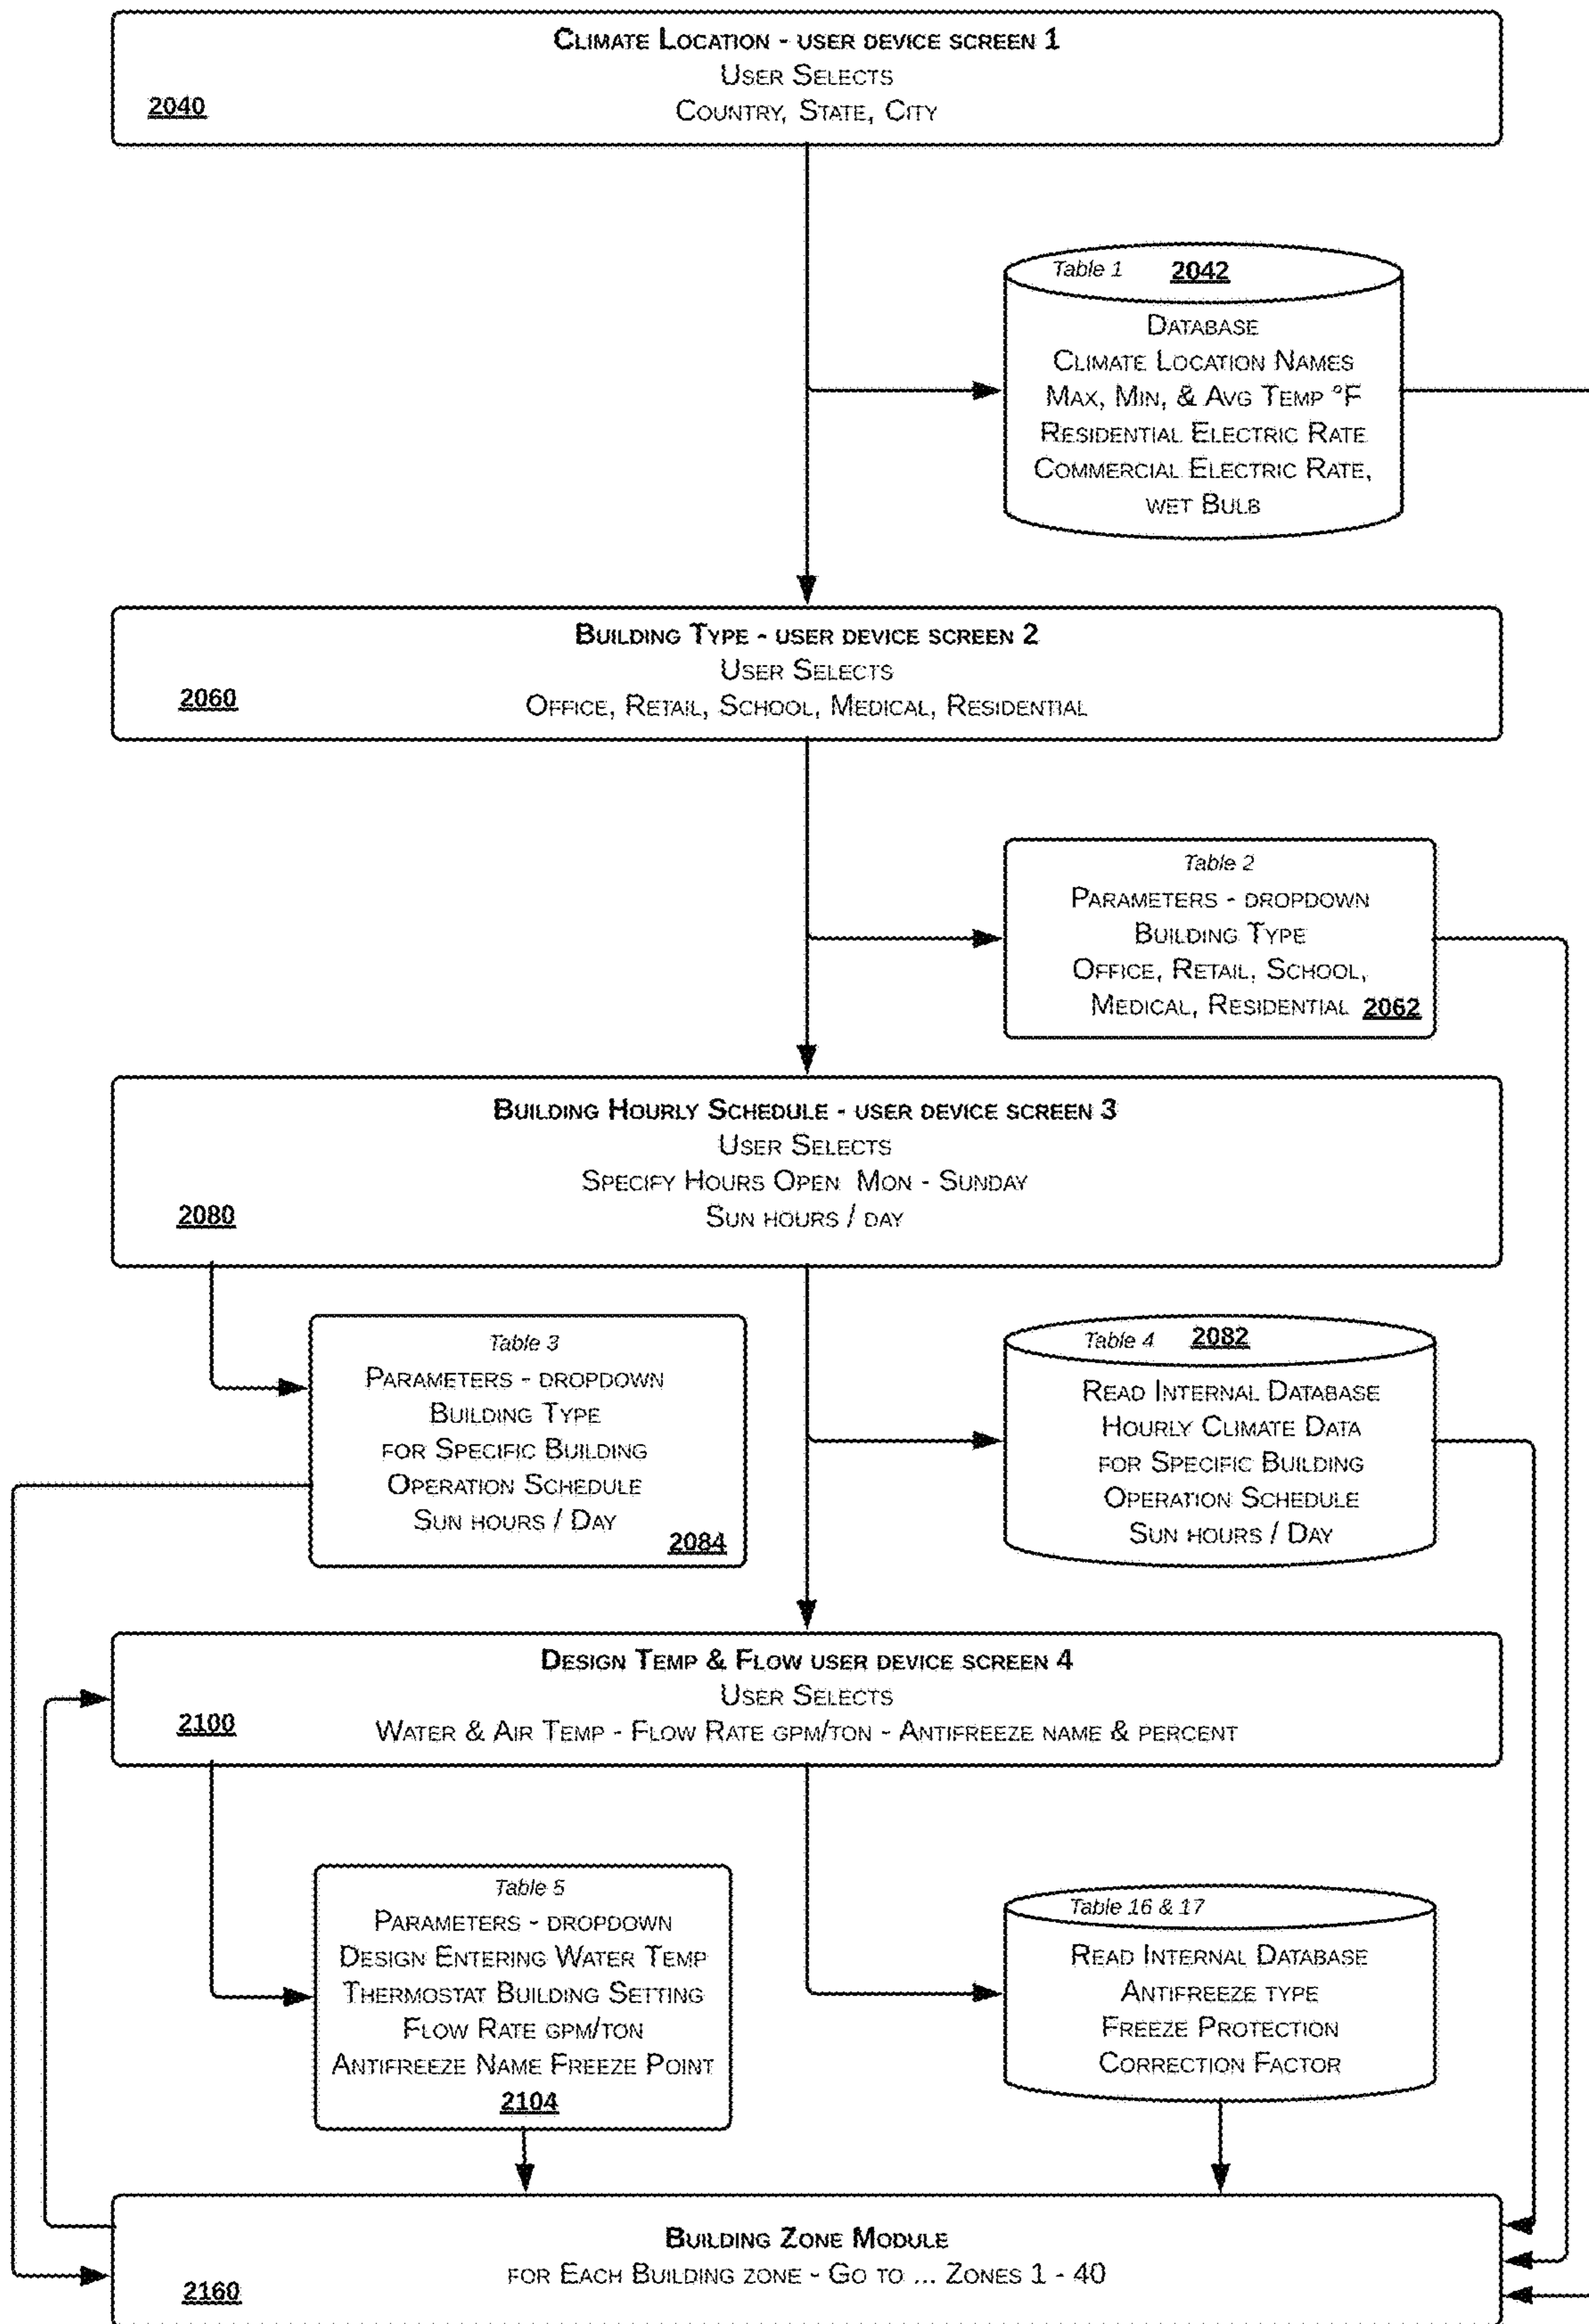 Climate Location - user device screen 1
User Selects
2040
Country, State, City
Table 1 2042
Database
Climate Location Names
Max, Min, & Avg Temp °F
Residential Electric Rate
Commercial Electric Rate,
wet Bulb
Building Type - user device screen 2
User Selects
2060
Office, Retail, School, Medical, Residential
Table 2
Parameters - dropdown
Building Type
Office, Retail, School,
Medical, Residential 2062
Building Hourly Schedule - user device screen 3
User Selects
Specify Hours Open Mon - Sunday
2080
Sun hours / day
Table 3
Parameters - dropdown
Building Type
for Specific Building
Operation Schedule
Sun hours / Day
2084
Table 4 2082
Read Internal Database
Hourly Climate Data
for Specific Building
Operation Schedule
Sun hours / Day
Design Temp & Flow user device screen 4
User Selects
2100
Water & Air Temp - Flow Rate gpm/ton - Antifreeze name & percent
Table 5
Parameters - dropdown
Design Entering Water Temp
Thermostat Building Setting
Flow Rate gpm/ton
Antifreeze Name Freeze Point
2104
Table 16 & 17
Read Internal Database
Antifreeze type
Freeze Protection
Correction Factor
Building Zone Module
for Each Building zone - Go to ... Zones 1 - 40
2160